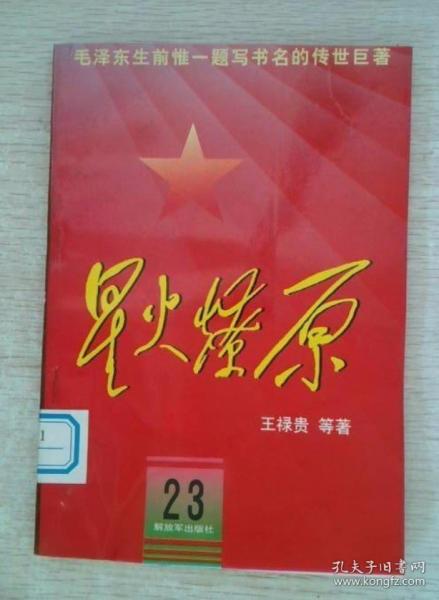 毛泽东生前惟一题写书名的传世巨著
星火燎原
王禄贵 等著
1
23
解放军出版社
孔夫子旧书网
www.kongfz.com